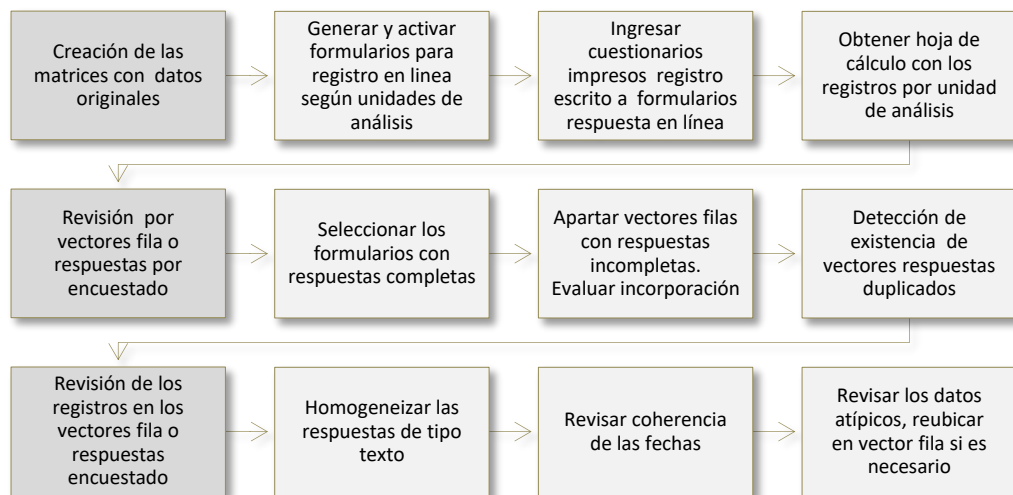 Creación de las
matrices con datos
originales
Generar y activar
formularios para
registro en linea
según unidades de
análisis
Ingresar
cuestionarios
impresos registro
escrito a formularios
respuesta en línea
Obtener hoja de
cálculo con los
registros por unidad
de análisis
Revisión por
vectores fila o
respuestas por
encuestado
Seleccionar los
formularios con
respuestas completas
Apartar vectores filas
con respuestas
incompletas.
Evaluar incorporación
Detección de
existencia de
vectores respuestas
duplicados
Revisión de los
registros en los
vectores fila o
respuestas
encuestado
Homogeneizar las
respuestas de tipo
texto
Revisar coherencia
de las fechas
Revisar los datos
atípicos, reubicar
en vector fila si es
necesario